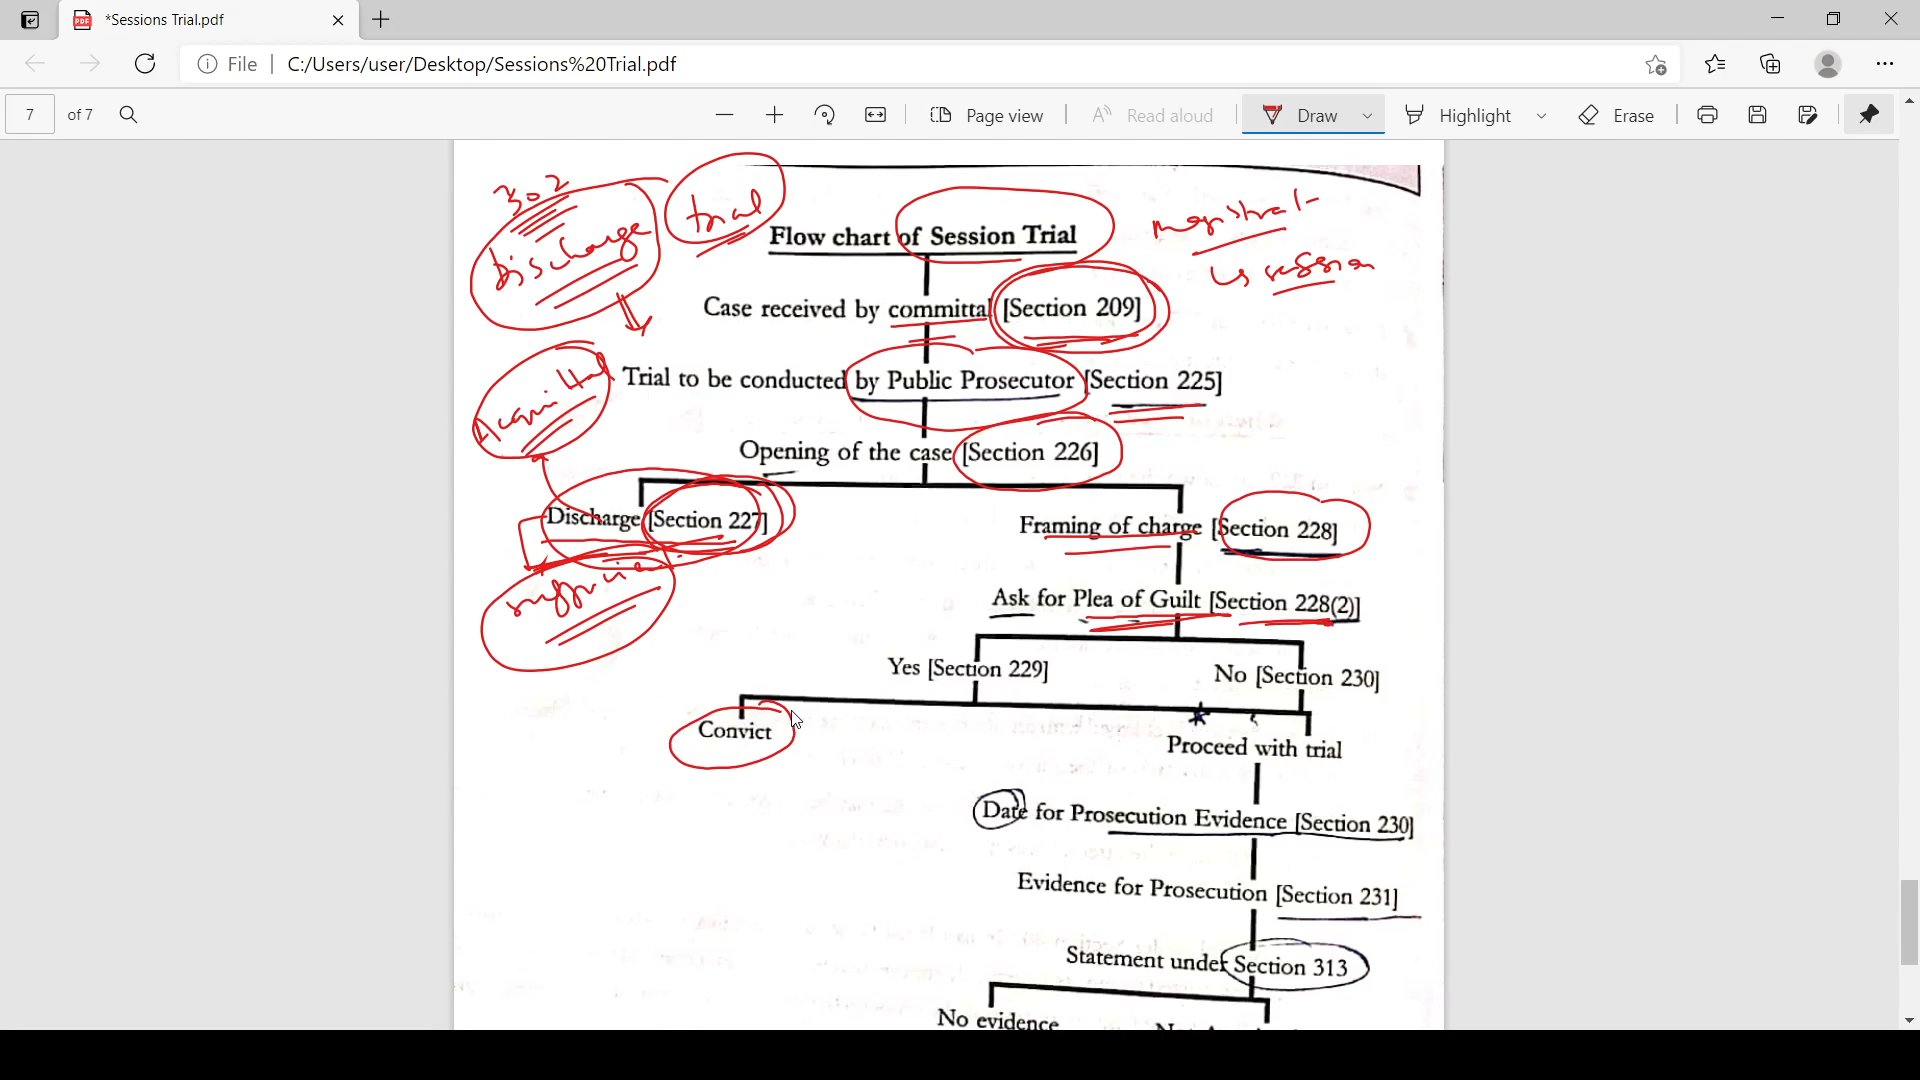 *Sessions Trial.pdf
File
C:/Users/user/Desktop/Sessions%20Trial.pdf
7 of 7
Page view
Read aloud
Draw
Highlight
Erase
302
Discharge
trial
magistrat-
session
Flow chart of Session Trial
Case received by committal [Section 209]
Acquittal
Trial to be conducted by Public Prosecutor [Section 225]
Opening of the case [Section 226]
Discharge [Section 227]
Framing of charge [Section 228]
Ask for Plea of Guilt [Section 228(2)]
Yes [Section 229]
No [Section 230]
Convict
Proceed with trial
Date for Prosecution Evidence [Section 230]
Evidence for Prosecution [Section 231]
Statement under Section 313
No evidence